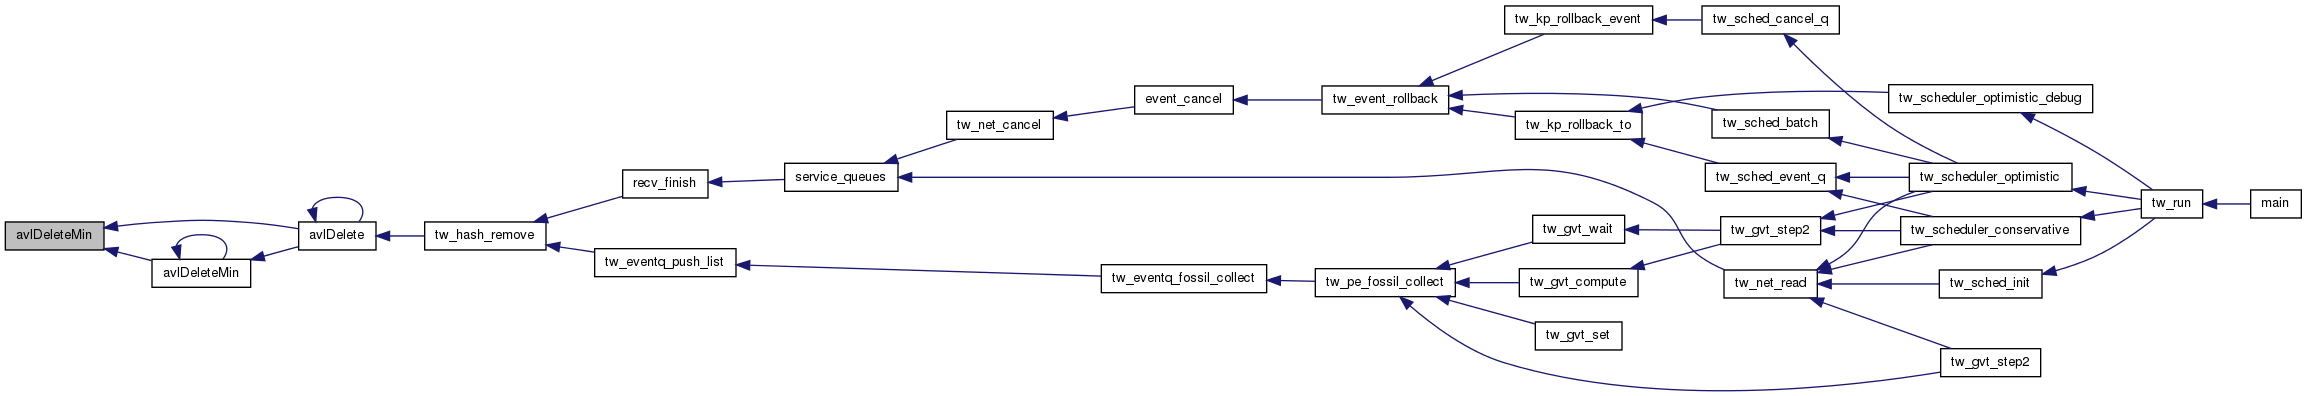 tw_kp_rollback_event
tw_sched_cancel_q
event_cancel
tw_event_rollback
tw_scheduler_optimistic_debug
tw_net_cancel
tw_kp_rollback_to
tw_sched_batch
recv_finish
service_queues
tw_sched_event_q
tw_scheduler_optimistic
tw_run
main
avlDeleteMin
avlDelete
tw_hash_remove
tw_gvt_wait
tw_gvt_step2
tw_scheduler_conservative
avlDeleteMin
tw_eventq_push_list
tw_eventq_fossil_collect
tw_pe_fossil_collect
tw_gvt_compute
tw_net_read
tw_sched_init
tw_gvt_set
tw_gvt_step2